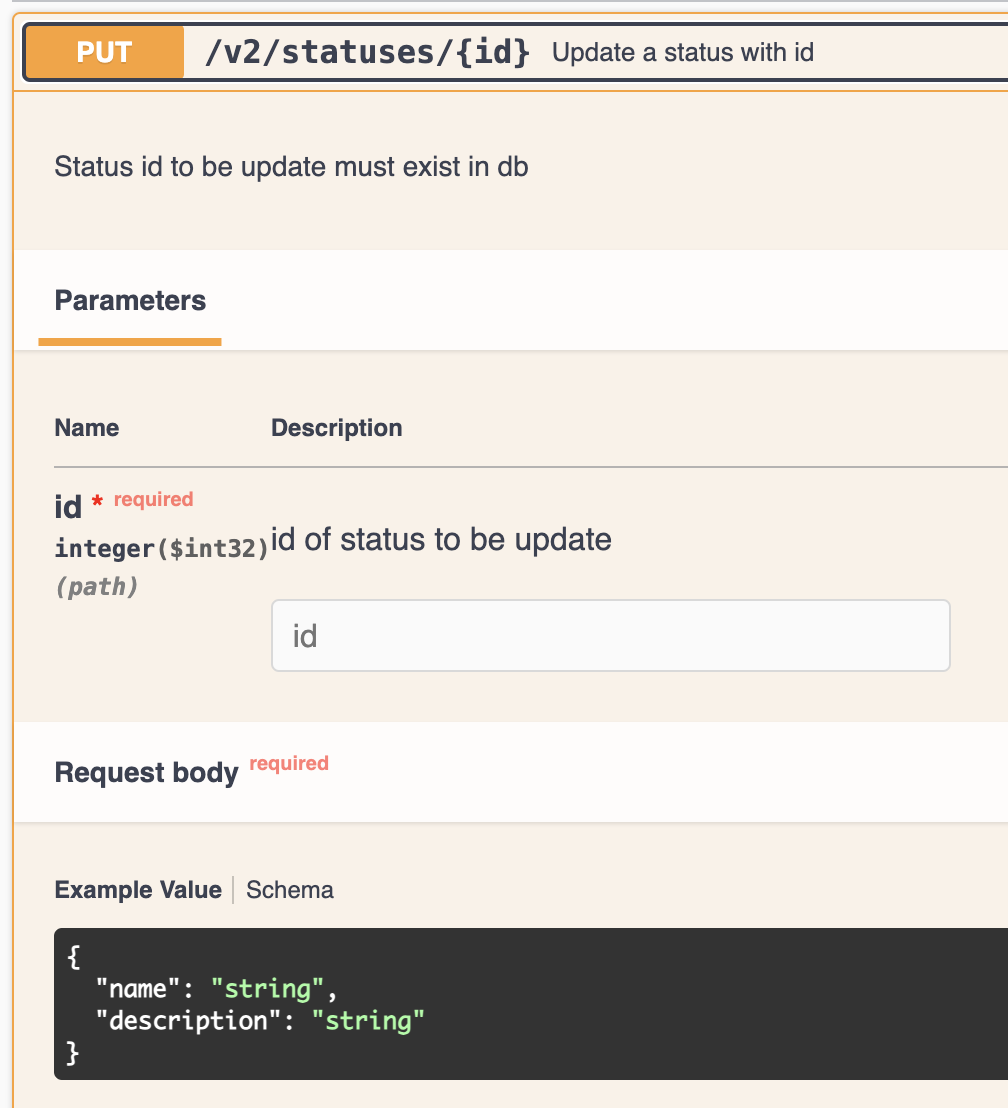 PUT /v2/statuses/{id} Update a status with id
Status id to be update must exist in db
Parameters
Name Description
id * required
integer($int32)
(path)
id of status to be update
id
Request body required
Example Value Schema
{
  "name": "string",
  "description": "string"
}